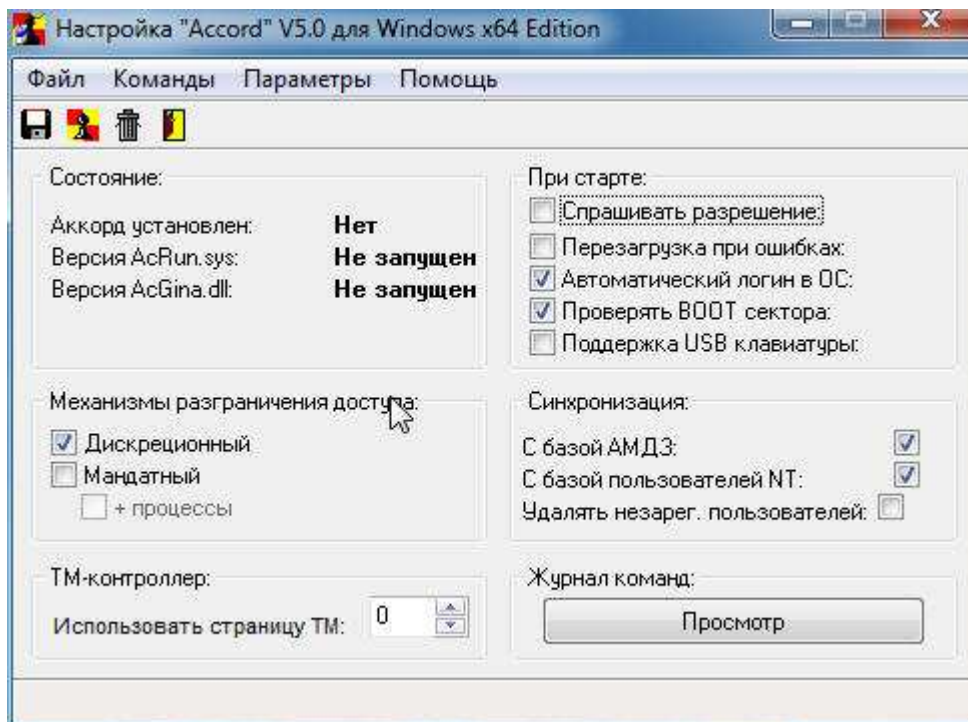 Настройка "Accord" V5.0 для Windows x64 Edition
Файл Команды Параметры Помощь
Состояние:
Аккорд установлен: Нет
Версия AcRun.sys: Не запущен
Версия AcGina.dll: Не запущен
При старте:
Спрашивать разрешение:
Перезагрузка при ошибках:
Автоматический логин в ОС:
Проверять BOOT сектора:
Поддержка USB клавиатуры:
Механизмы разграничения доступа:
Дискреционный
Мандатный
+ процессы
Синхронизация:
С базой АМДЗ:
С базой пользователей NT:
Удалять незарег. пользователей:
ТМ-контроллер:
Использовать страницу ТМ: 0
Журнал команд:
Просмотр